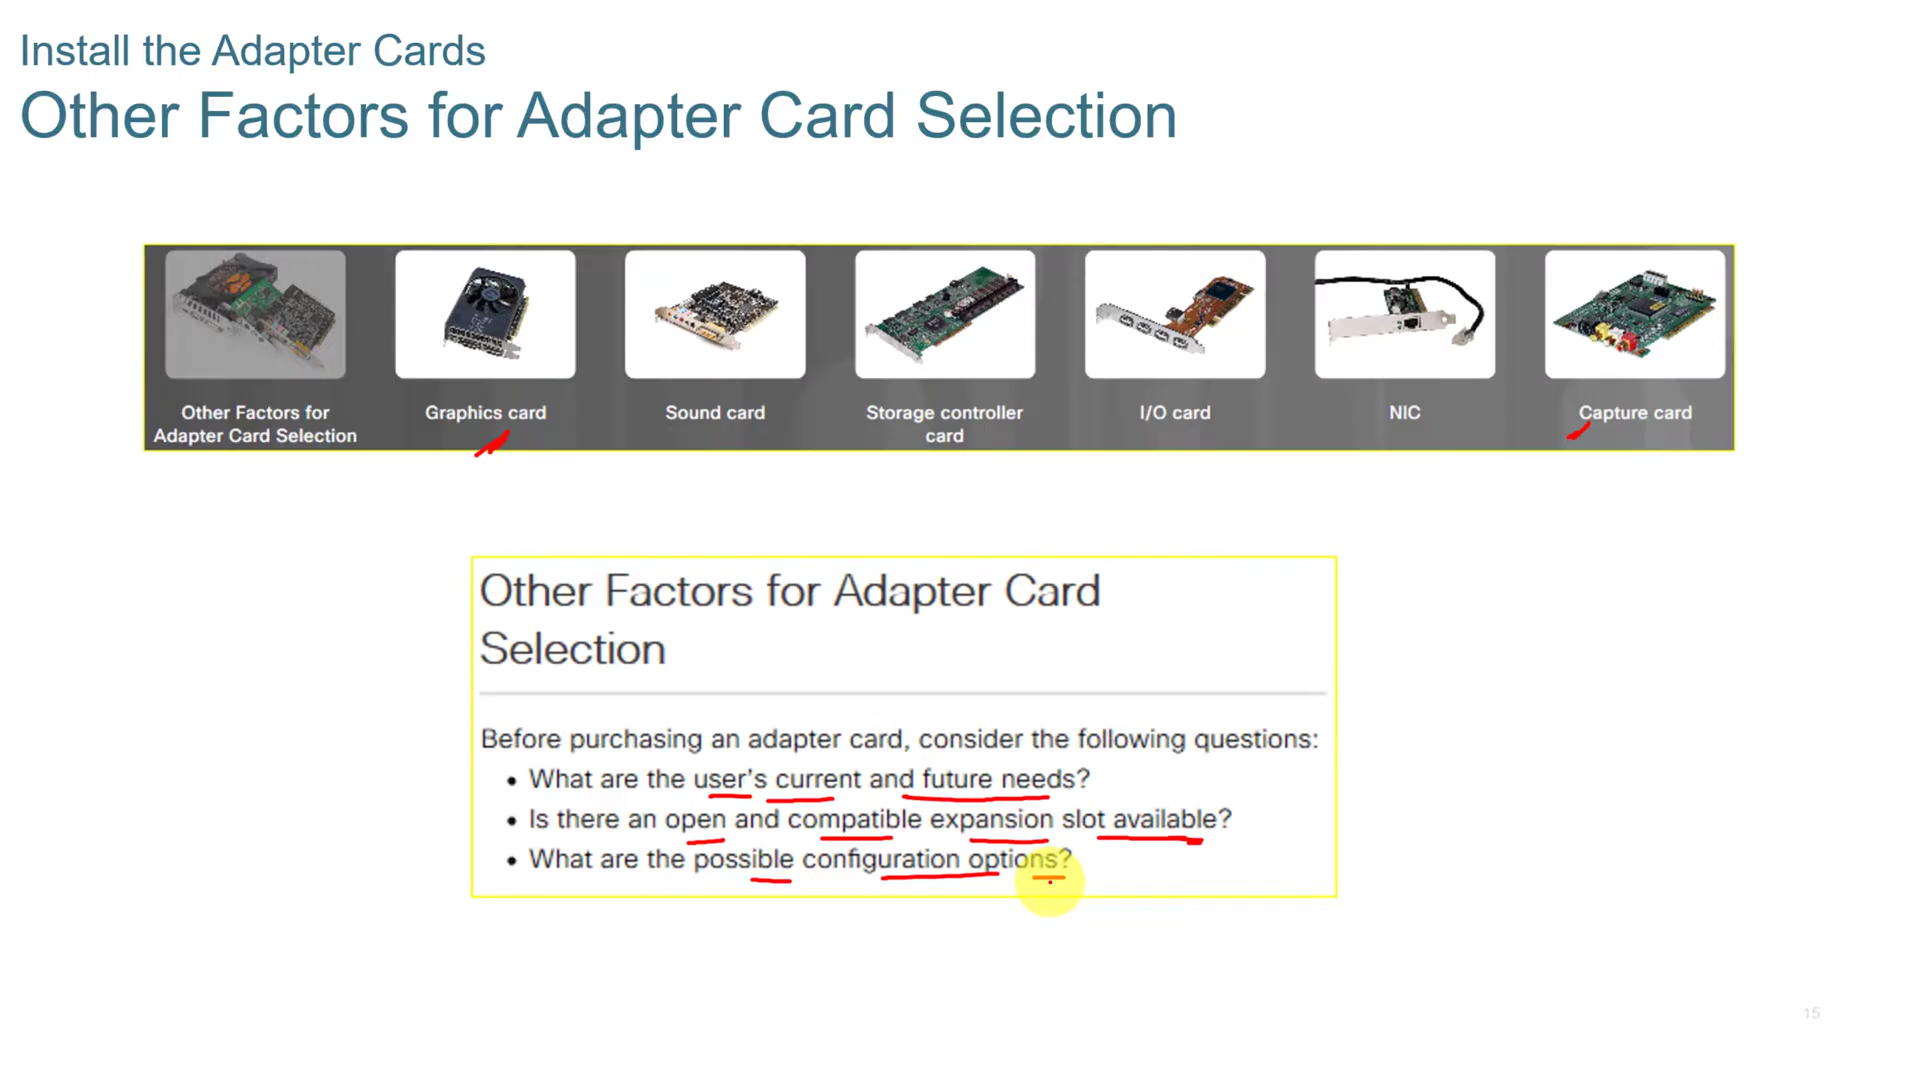 Install the Adapter Cards
Other Factors for Adapter Card Selection
Other Factors for
Adapter Card Selection
Graphics card
Sound card
Storage controller
card
I/O card
NIC
Capture card
Other Factors for Adapter Card
Selection
Before purchasing an adapter card, consider the following questions:
• What are the user's current and future needs?
• Is there an open and compatible expansion slot available?
• What are the possible configuration options?
15